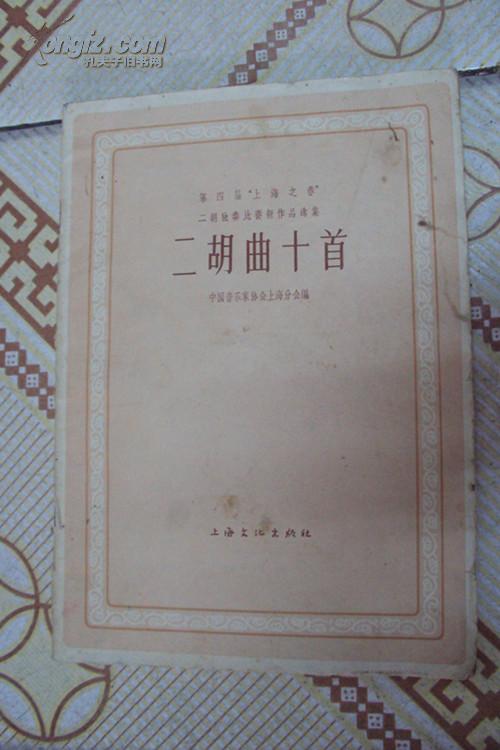 kongfz.com
孔夫子旧书网
第四届“上海之春”
二胡独奏比赛新作品选集
二胡曲十首
中国音乐家协会上海分会编
上海文化出版社